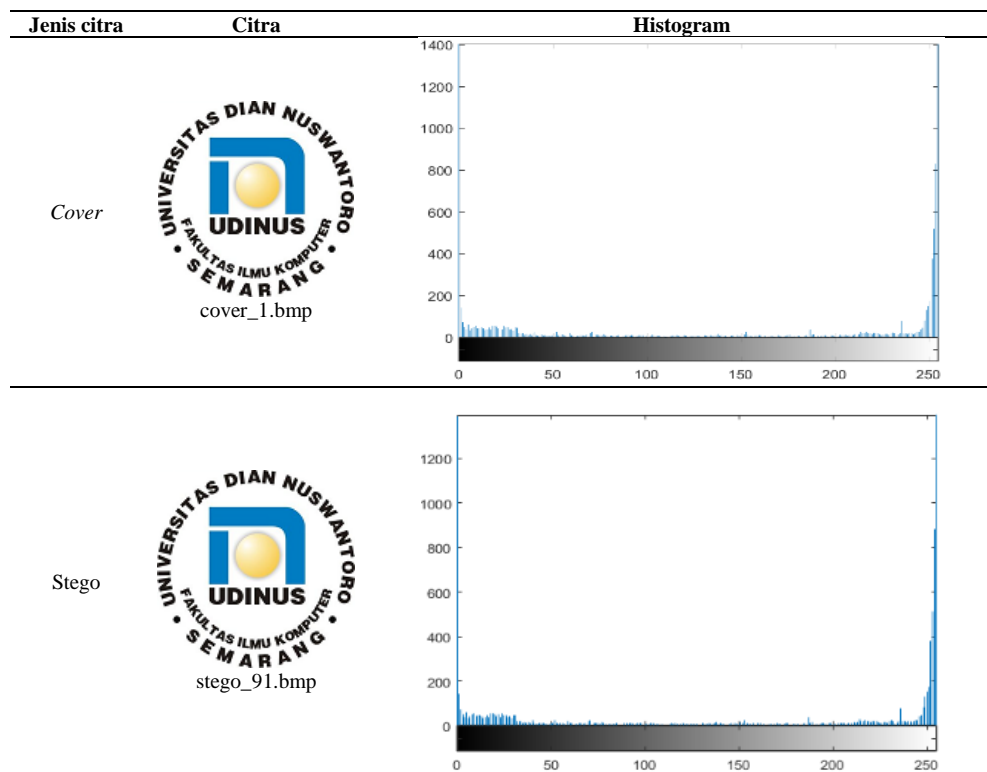 Jenis citra Citra Histogram
Cover
UNIVERSITAS DIAN NUSWANTORO
UDINUS
FAKULTAS ILMU KOMPUTER
• SEMARANG •
cover_1.bmp
1400
1200
1000
800
600
400
200
0
0 50 100 150 200 250
Stego
UNIVERSITAS DIAN NUSWANTORO
UDINUS
FAKULTAS ILMU KOMPUTER
• SEMARANG •
stego_91.bmp
1200
1000
800
600
400
200
0
0 50 100 150 200 250